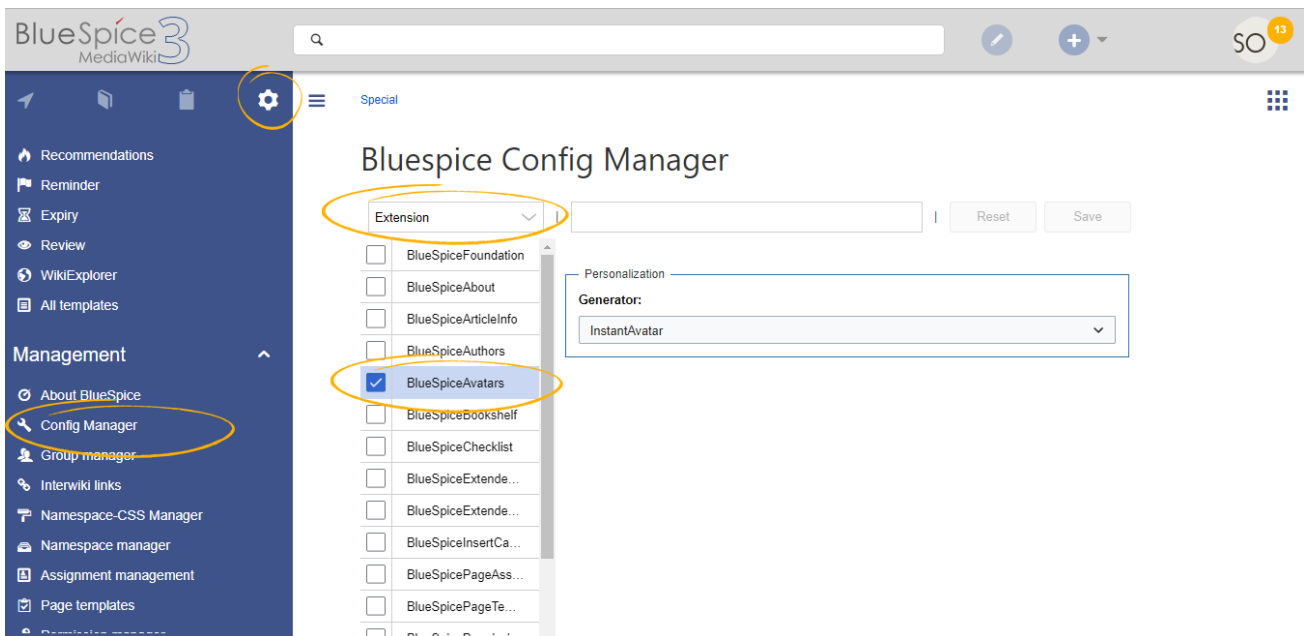 BlueSpice 3
MediaWiki
13
SO
Special
Recommendations
Reminder
Expiry
Review
WikiExplorer
All templates
Management
About BlueSpice
Config Manager
Group manager
Interwiki links
Namespace-CSS Manager
Namespace manager
Assignment management
Page templates
Permission manager
Bluespice Config Manager
Extension
|
|
Reset
Save
BlueSpiceFoundation
BlueSpiceAbout
BlueSpiceArticleInfo
BlueSpiceAuthors
BlueSpiceAvatars
BlueSpiceBookshelf
BlueSpiceChecklist
BlueSpiceExtende...
BlueSpiceExtende...
BlueSpiceInsertCa...
BlueSpicePageAss...
BlueSpicePageTe...
Personalization
Generator:
InstantAvatar